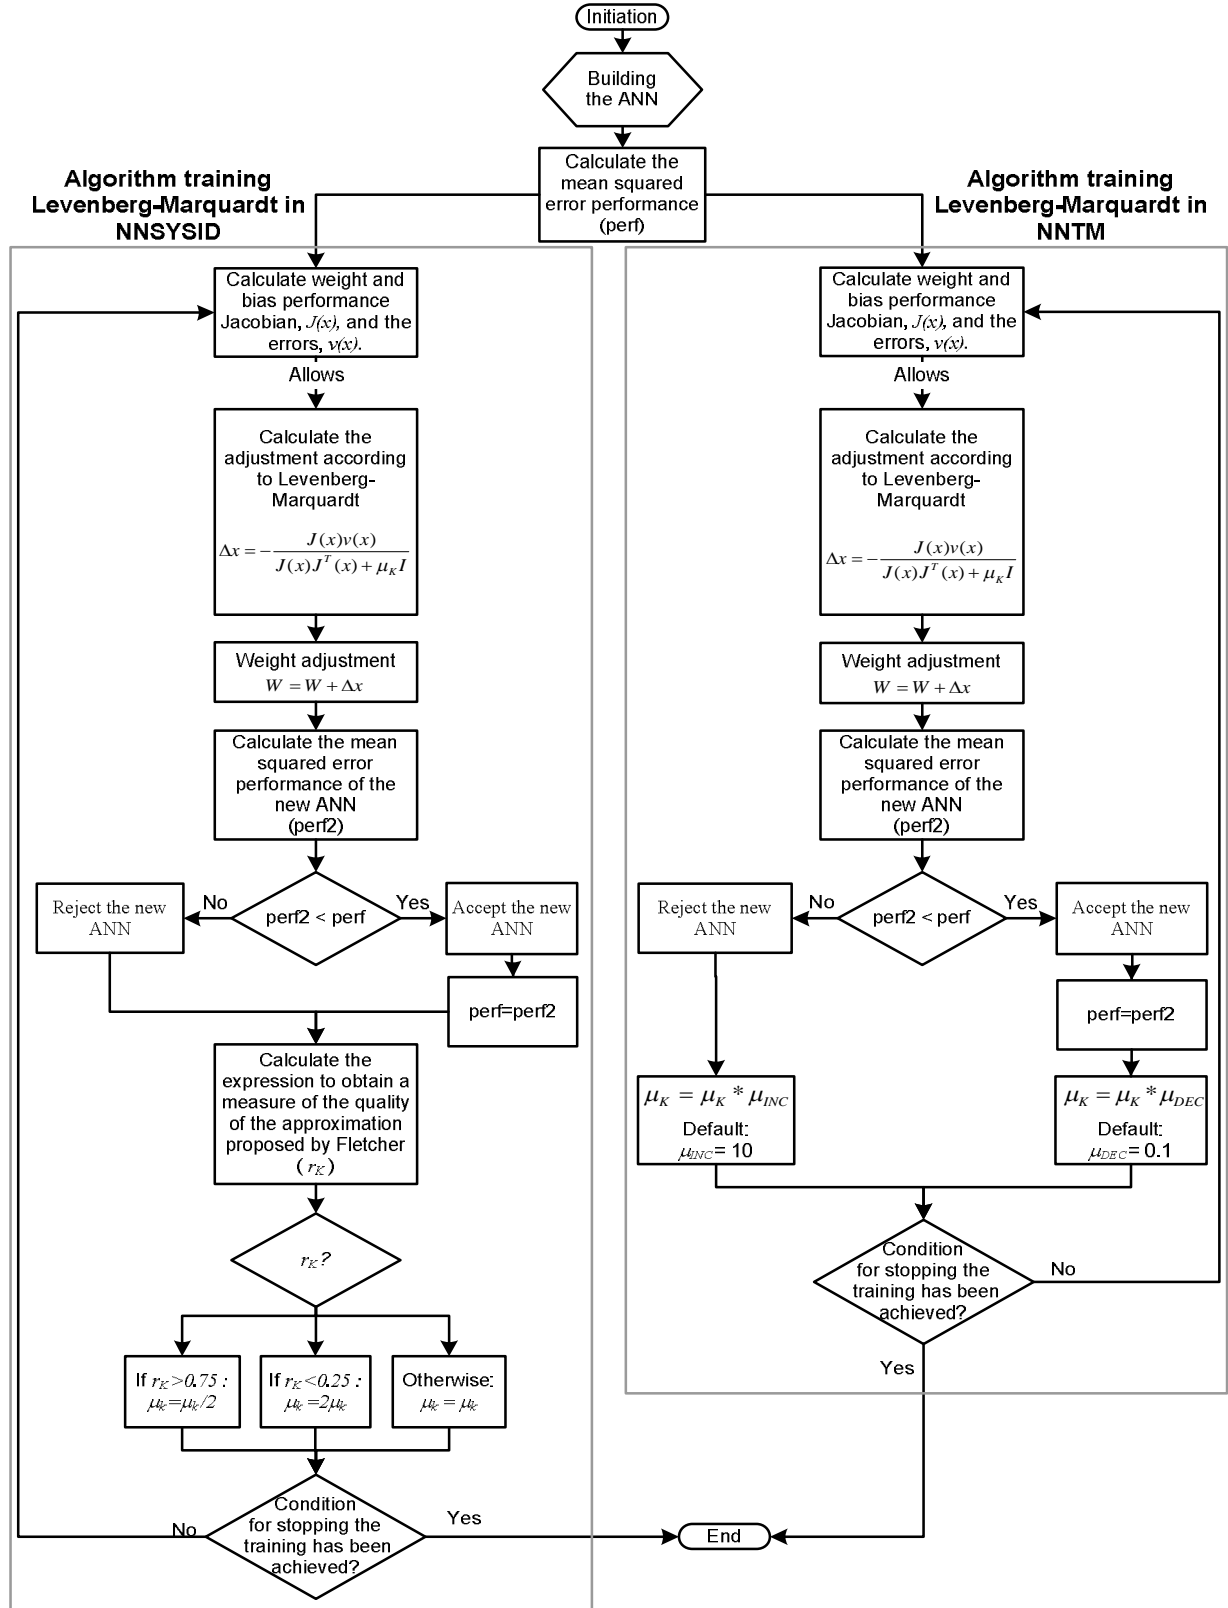 Initiation
Building
the ANN
Calculate the
mean squared
error performance
(perf)
Algorithm training
Levenberg-Marquardt in
NNSYSID
Calculate weight and
bias performance
Jacobian, J(x), and the
errors, v(x).
Allows
Calculate the
adjustment according
to Levenberg-
Marquardt
Δx = − J(x)v(x) / J(x)J^T(x) + μ_K I
Weight adjustment
W = W + Δx
Calculate the mean
squared error
performance of the
new ANN
(perf2)
perf2 < perf
No
Yes
Reject the new
ANN
Accept the new
ANN
perf=perf2
Calculate the
expression to obtain a
measure of the quality
of the approximation
proposed by Fletcher
( r_K )
r_K ?
If r_K>0.75 :
μ_k=μ_k/2
If r_K<0.25 :
μ_k=2μ_k
Otherwise:
μ_k = μ_k
Condition
for stopping the
training has been
achieved?
No
Yes
End
Algorithm training
Levenberg-Marquardt in
NNTM
Calculate weight and
bias performance
Jacobian, J(x), and the
errors, v(x).
Allows
Calculate the
adjustment according
to Levenberg-
Marquardt
Δx = − J(x)v(x) / J(x)J^T(x) + μ_K I
Weight adjustment
W = W + Δx
Calculate the mean
squared error
performance of the
new ANN
(perf2)
perf2 < perf
No
Yes
Reject the new
ANN
Accept the new
ANN
perf=perf2
μ_K = μ_K * μ_INC
Default:
μ_INC = 10
μ_K = μ_K * μ_DEC
Default:
μ_DEC = 0.1
Condition
for stopping the
training has been
achieved?
No
Yes